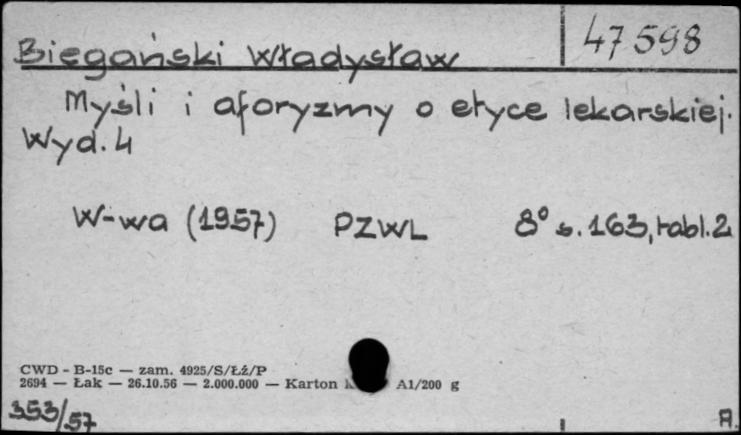 47598
Biegański Władysław
Myśli i aforyzmy o etyce lekarskiej.
Wyd. 4
W-wa (1957) PZWL 8° s. 163, tabl. 2
CWD - B-15c — zam. 4925/S/Łź/P
2694 — Łak — 26.10.56 — 2.000.000 — Karton A1/200 g
353/57
A.